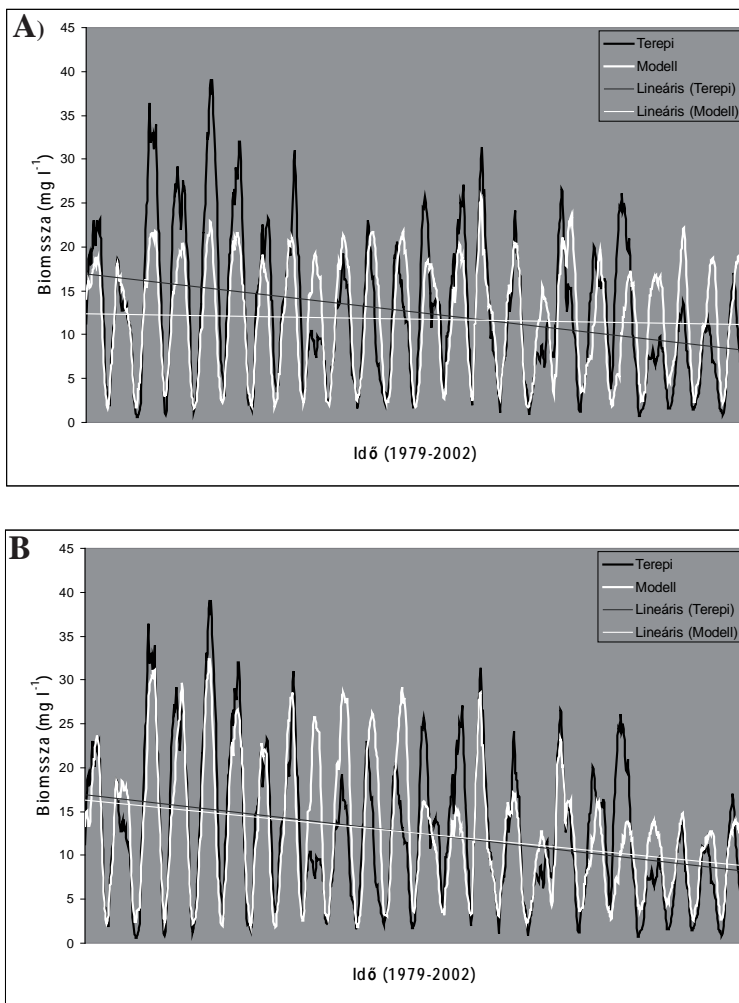 A)
45
40
35
30
25
20
15
10
5
0
Biomssza (mg l-1)
Idő (1979-2002)
Terepi
Modell
Lineáris (Terepi)
Lineáris (Modell)
B
45
40
35
30
25
20
15
10
5
0
Biomssza (mg l-1)
Idő (1979-2002)
Terepi
Modell
Lineáris (Terepi)
Lineáris (Modell)